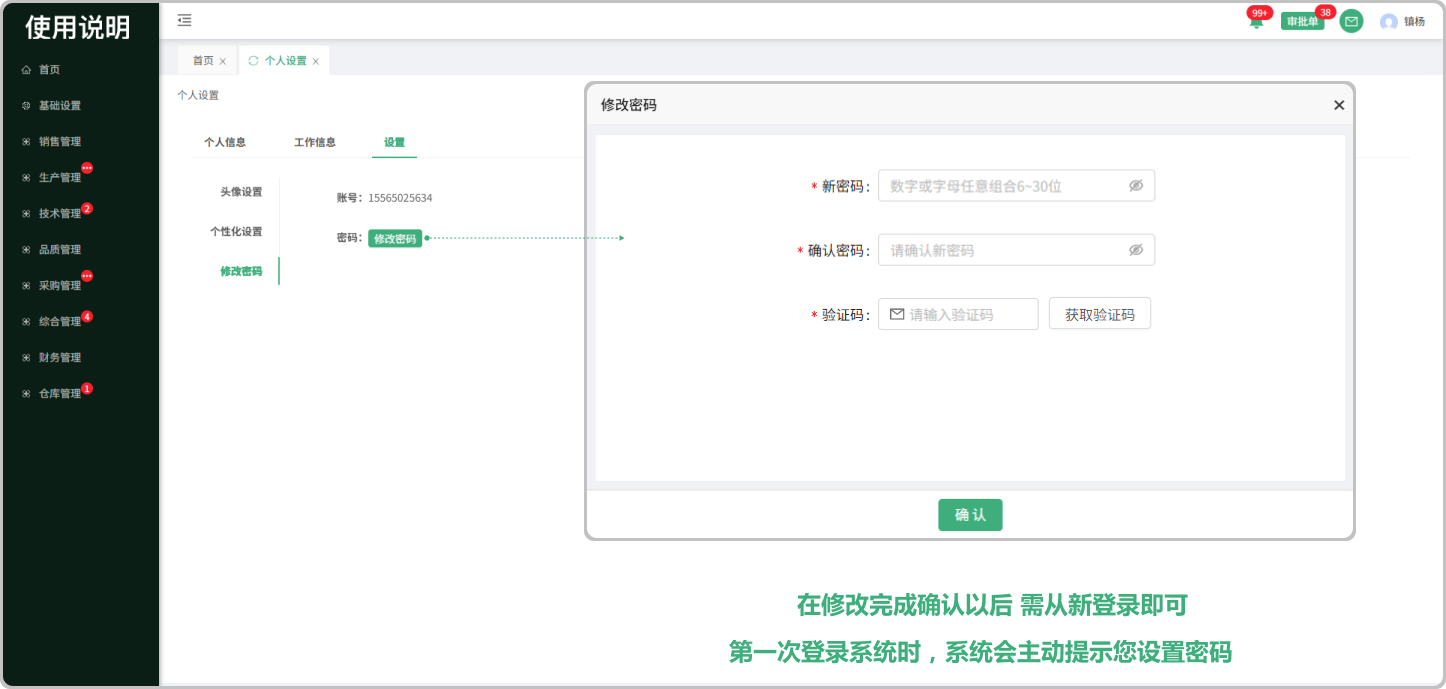 使用说明
首页
基础设置
销售管理
生产管理
技术管理 2
品质管理
采购管理
综合管理 4
财务管理
仓库管理 1
99+ 审批单 38 镇杨
首页 x 个人设置 x
个人设置
个人信息 工作信息 设置
头像设置
个性化设置
修改密码
账号：15565025634
密码：修改密码
修改密码
* 新密码： 数字或字母任意组合6~30位
* 确认密码： 请确认新密码
* 验证码： 请输入验证码 获取验证码
确 认
在修改完成确认以后 需从新登录即可
第一次登录系统时，系统会主动提示您设置密码